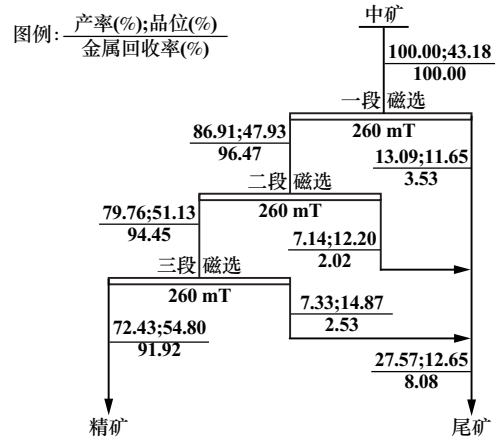 中矿
图例:产率(%);品位(%)
金属回收率(%)
100.00;43.18
100.00
一段 磁选
260 mT
86.91;47.93
96.47
13.09;11.65
3.53
二段 磁选
260 mT
79.76;51.13
94.45
7.14;12.20
2.02
三段 磁选
260 mT
72.43;54.80
91.92
7.33;14.87
2.53
27.57;12.65
8.08
精矿
尾矿